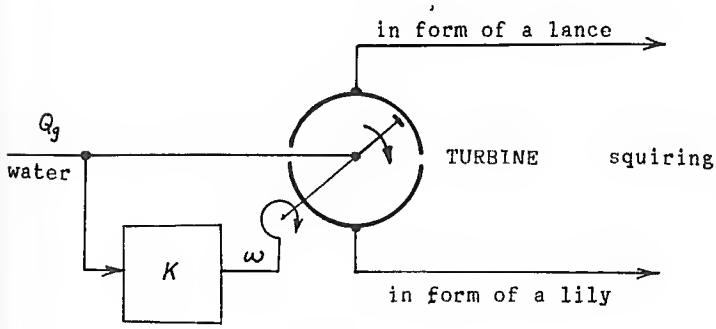 in form of a lance
Qg
water
TURBINE squiring
K
ω
in form of a lily